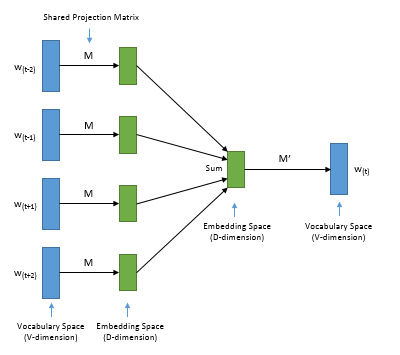 Shared Projection Matrix
w(t-2)
M
w(t-1)
M
Sum
M'
w(t)
w(t+1)
M
Embedding Space
(D-dimension)
Vocabulary Space
(V-dimension)
w(t+2)
M
Vocabulary Space
(V-dimension)
Embedding Space
(D-dimension)